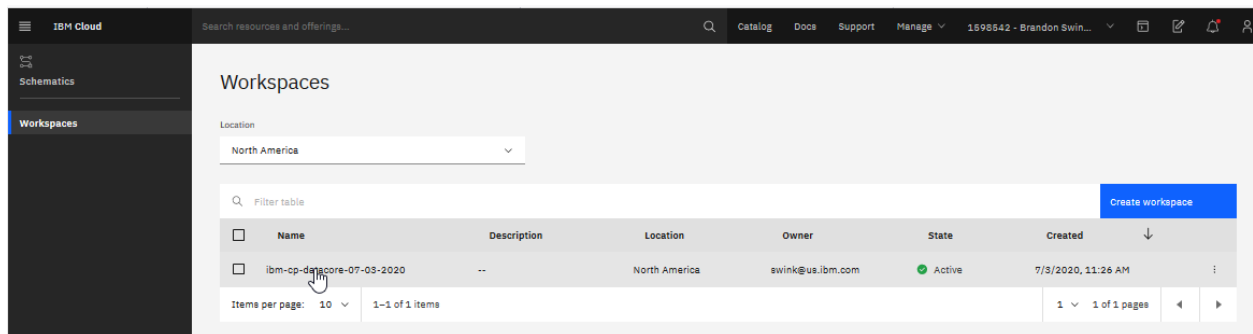 IBM Cloud
Search resources and offerings...
Catalog Docs Support Manage 1598542 - Brandon Swin...
Schematics
Workspaces
Workspaces
Location
North America
Filter table
Create workspace
Name Description Location Owner State Created
ibm-cp-datacore-07-03-2020 -- North America swink@us.ibm.com Active 7/3/2020, 11:26 AM
Items per page: 10 1–1 of 1 items 1 1 of 1 pages